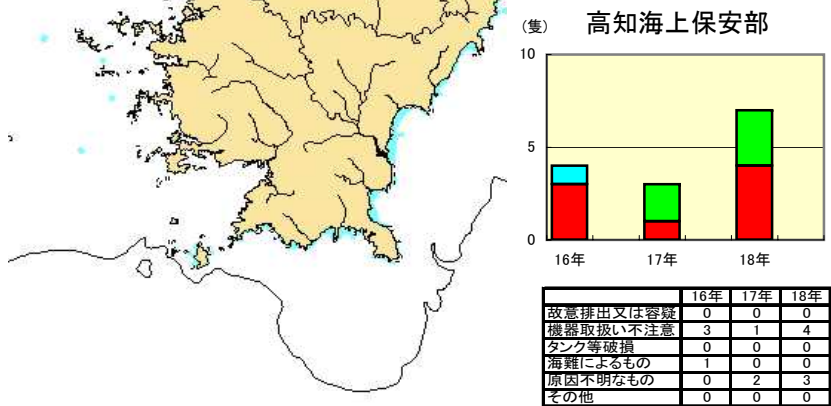 (隻) 高知海上保安部
10
5
0
16年 17年 18年
16年 17年 18年
故意排出又は容疑 0 0 0
機器取扱い不注意 3 1 4
タンク等破損 0 0 0
海難によるもの 1 0 0
原因不明なもの 0 2 3
その他 0 0 0